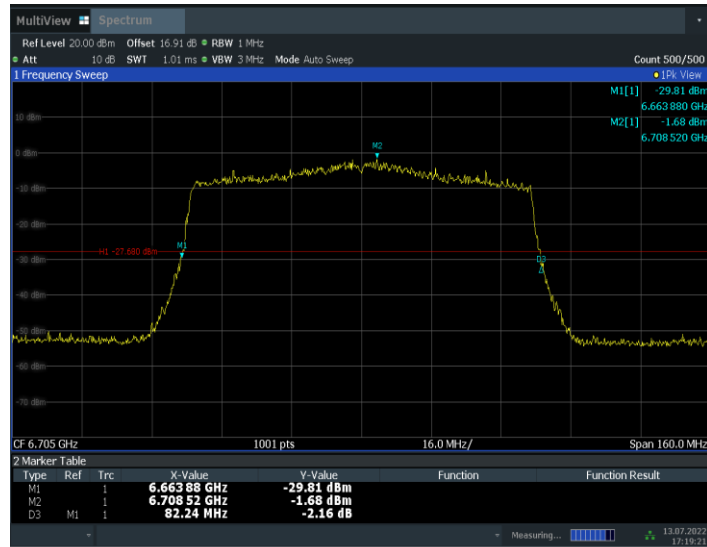 MultiView Spectrum
Ref Level 20.00 dBm Offset 16.91 dB RBW 1 MHz
Att 10 dB SWT 1.01 ms VBW 3 MHz Mode Auto Sweep Count 500/500
1 Frequency Sweep 1Pk View
M1[1] -29.81 dBm
6.663 880 GHz
M2[1] -1.68 dBm
6.708 520 GHz
10 dBm
M2
0 dBm
-10 dBm
-20 dBm
M1
H1 -27.680 dBm
-30 dBm
D3
-40 dBm
-50 dBm
-60 dBm
-70 dBm
CF 6.705 GHz 1001 pts 16.0 MHz/ Span 160.0 MHz
2 Marker Table
Type Ref Trc X-Value Y-Value Function Function Result
M1 1 6.663 88 GHz -29.81 dBm
M2 1 6.708 52 GHz -1.68 dBm
D3 M1 1 82.24 MHz -2.16 dB
Measuring... 13.07.2022
17:19:21